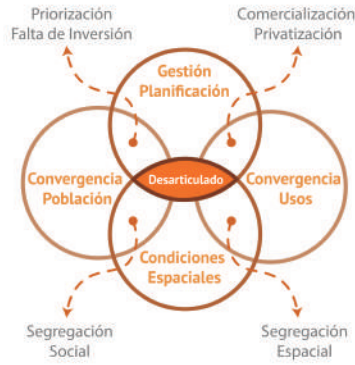 Priorización
Falta de Inversión
Comercialización
Privatización
Gestión
Planificación
Convergencia
Población
Desarticulado
Convergencia
Usos
Condiciones
Espaciales
Segregación
Social
Segregación
Espacial